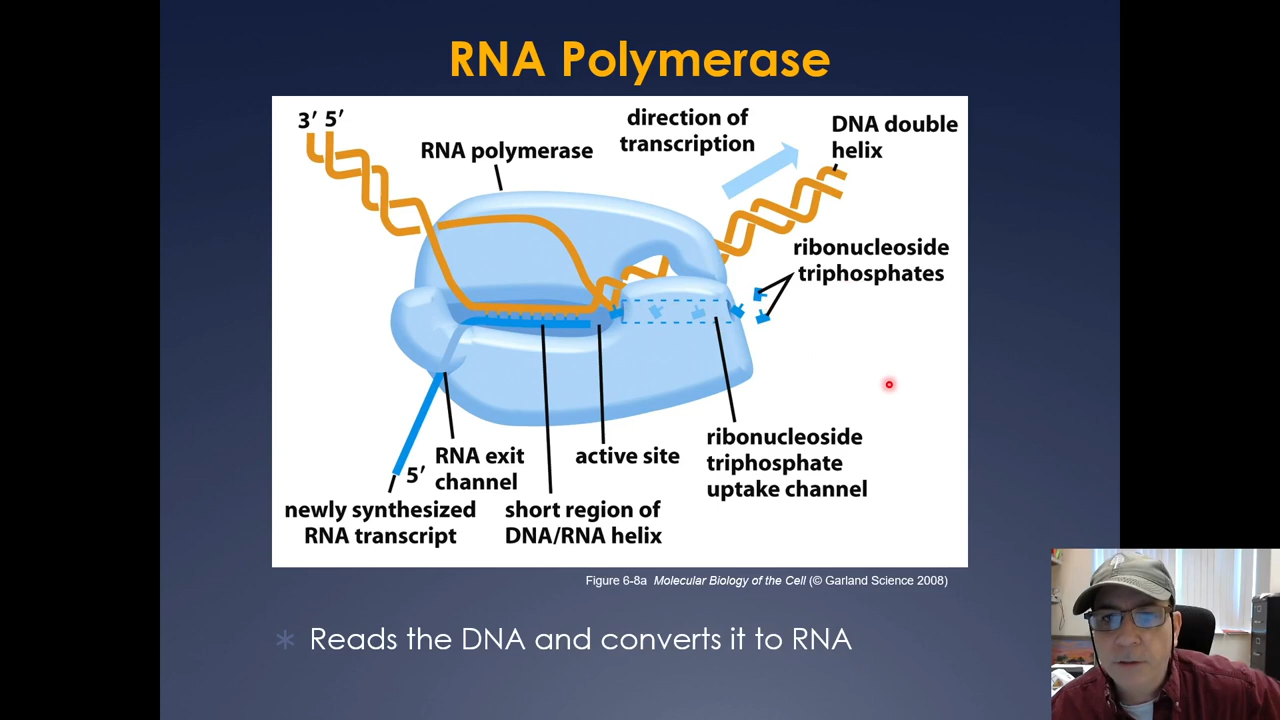 RNA Polymerase
3′ 5′
RNA polymerase
direction of
transcription
DNA double
helix
ribonucleoside
triphosphates
ribonucleoside
triphosphate
uptake channel
active site
RNA exit
channel
5′
newly synthesized
RNA transcript
short region of
DNA/RNA helix
Figure 6-8a Molecular Biology of the Cell (© Garland Science 2008)
Reads the DNA and converts it to RNA